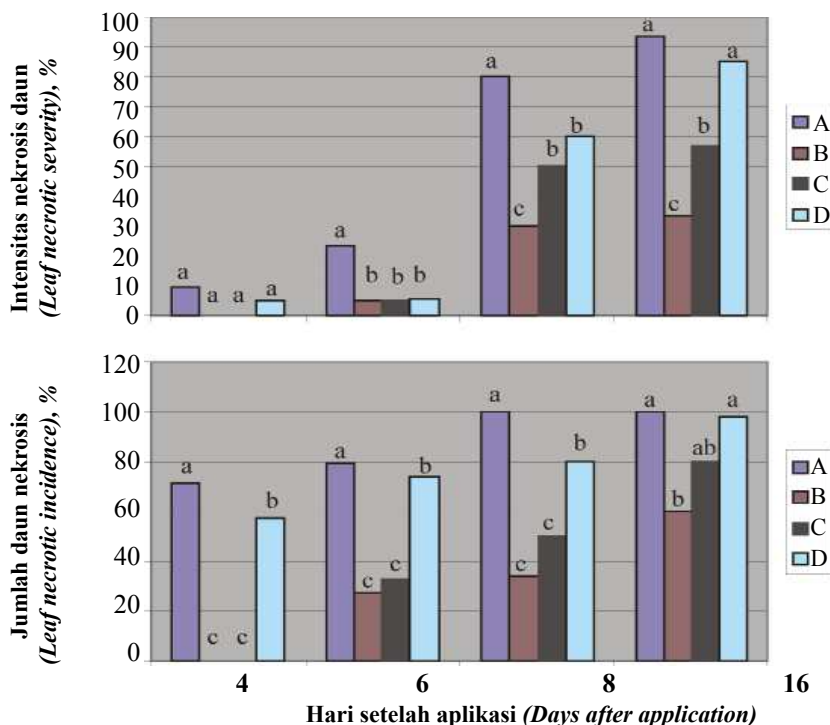 Intensitas nekrosis daun
(Leaf necrotic severity), %
100
90
80
70
60
50
40
30
20
10
0
a
a
a
a
a
b
b
b
a
c
b
b
a
c
b
a
A
B
C
D
Jumlah daun nekrosis
(Leaf necrotic incidence), %
120
100
80
60
40
20
0
a
c
c
b
a
c
c
b
a
c
c
b
a
b
ab
a
A
B
C
D
4
6
8
16
Hari setelah aplikasi (Days after application)